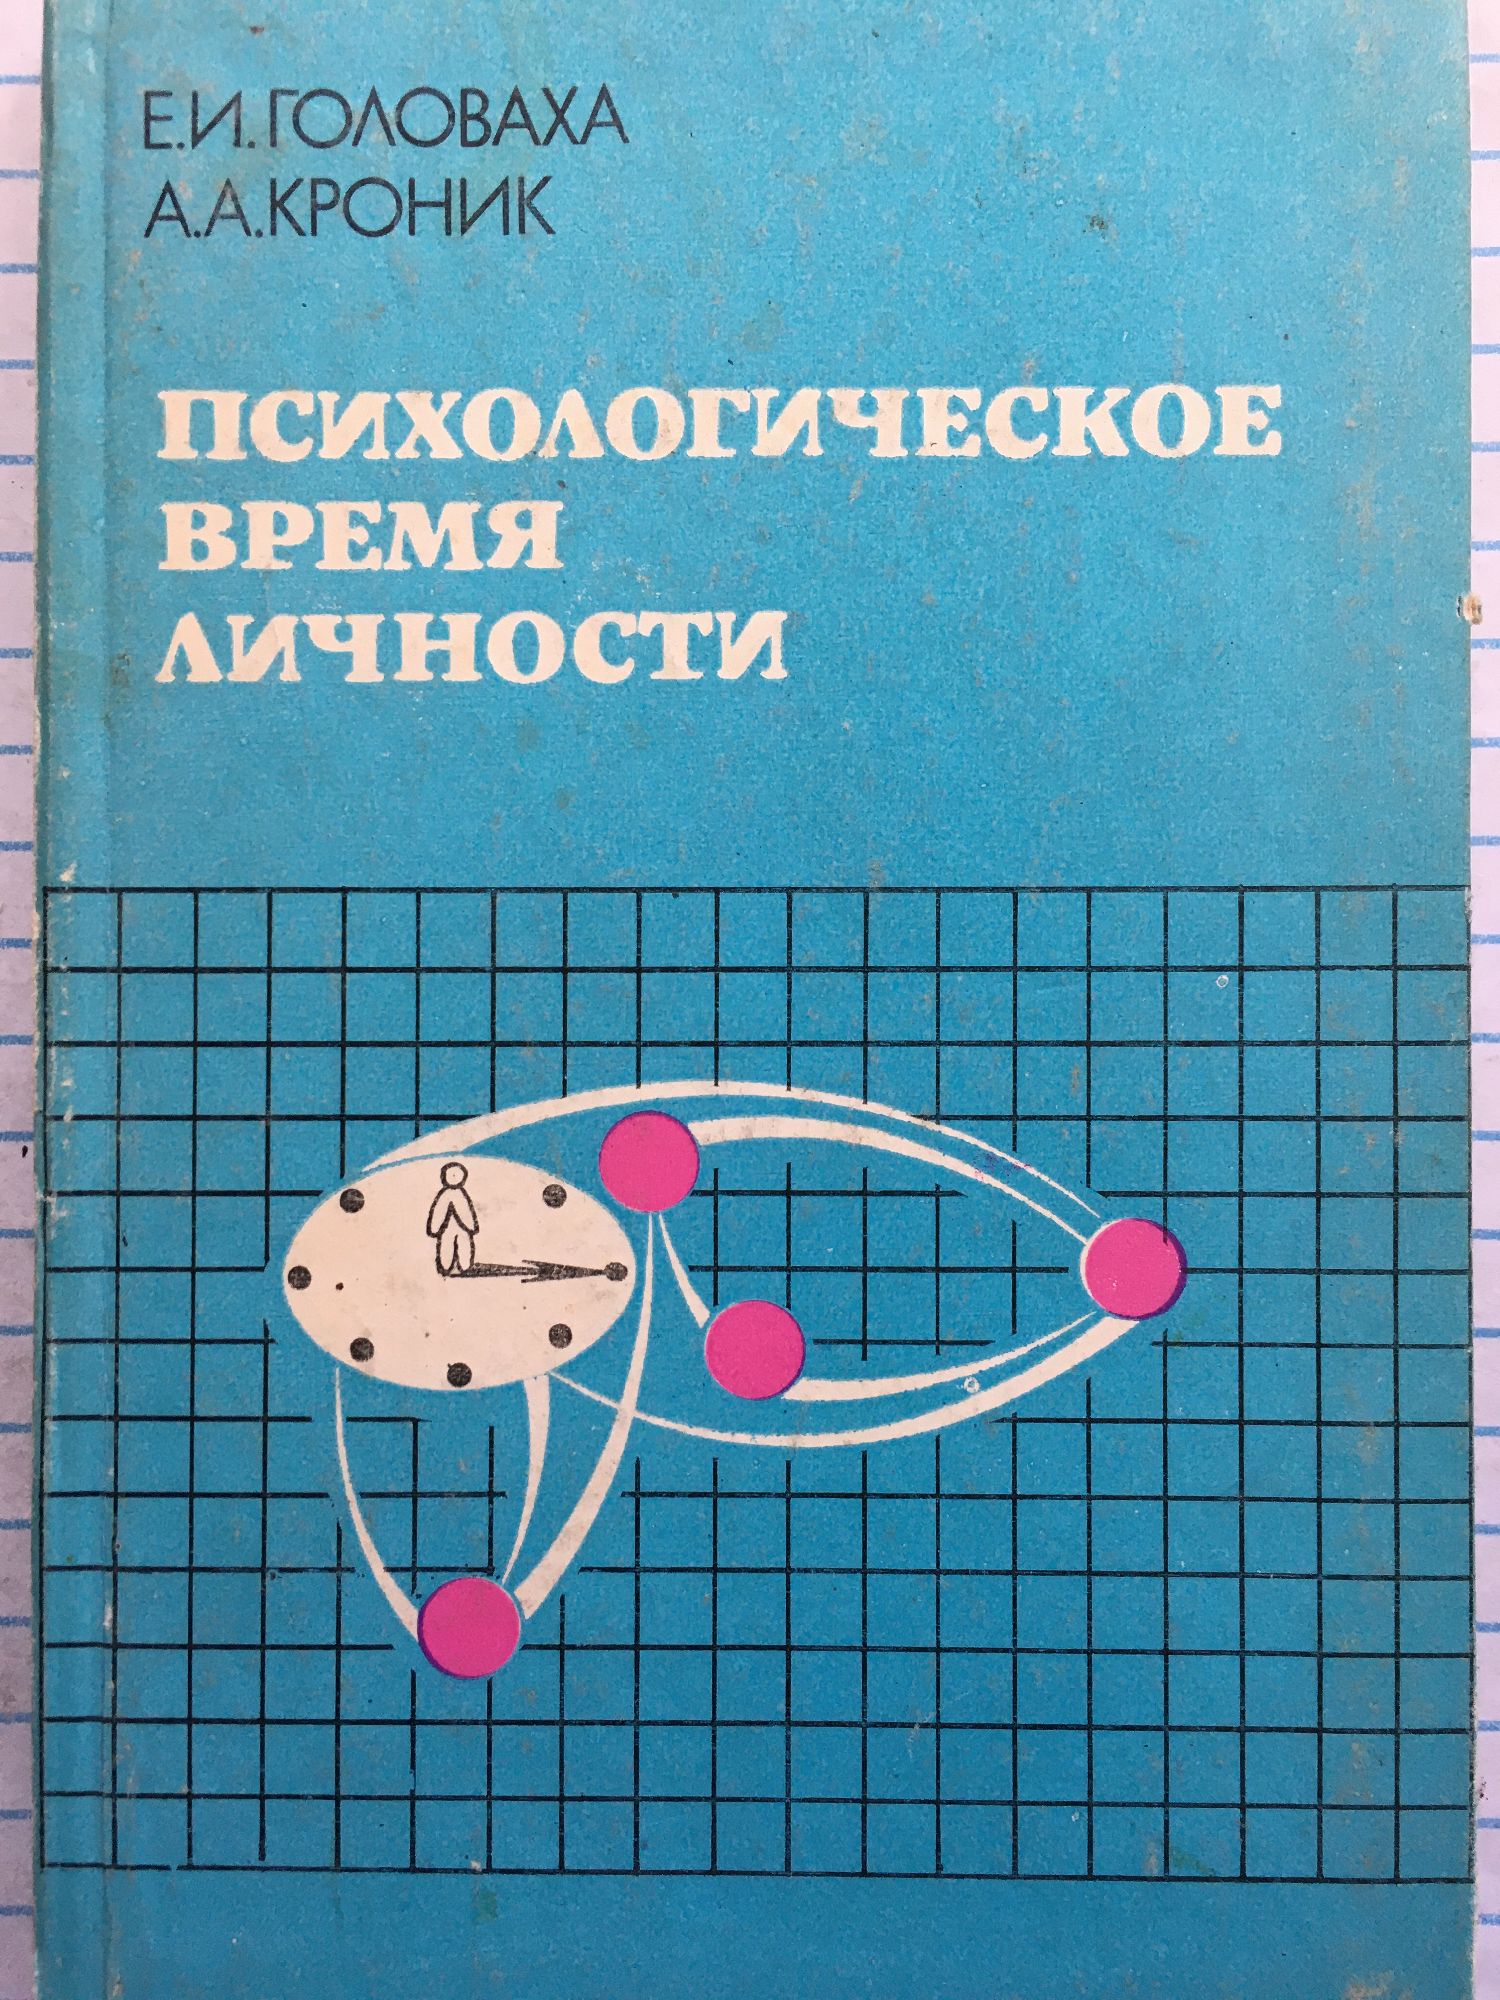 Е.И.ГОЛОВАХА
А.А.КРОНИК
ПСИХОЛОГИЧЕСКОЕ
ВРЕМЯ
ЛИЧНОСТИ